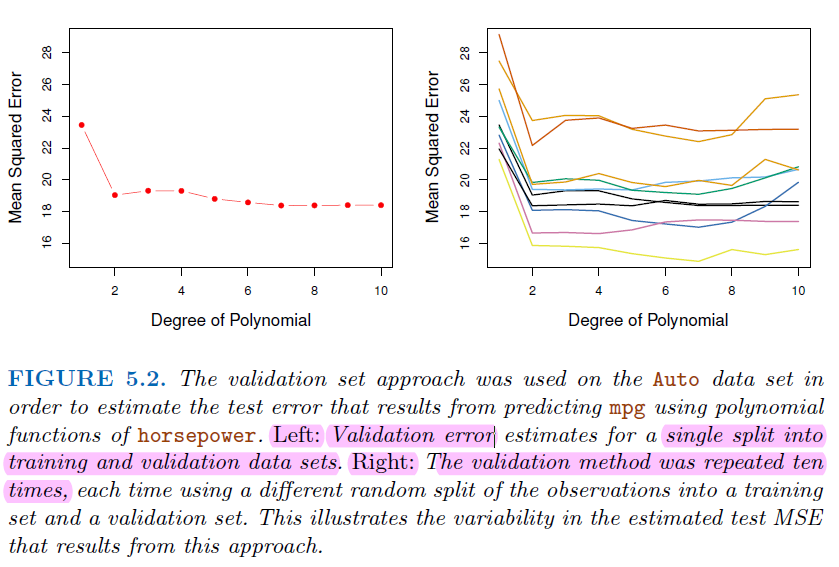 28
26
24
22
20
18
16
Mean Squared Error
2 4 6 8 10
Degree of Polynomial
28
26
24
22
20
18
16
Mean Squared Error
2 4 6 8 10
Degree of Polynomial
FIGURE 5.2. The validation set approach was used on the Auto data set in
order to estimate the test error that results from predicting mpg using polynomial
functions of horsepower. Left: Validation error estimates for a single split into
training and validation data sets. Right: The validation method was repeated ten
times, each time using a different random split of the observations into a training
set and a validation set. This illustrates the variability in the estimated test MSE
that results from this approach.